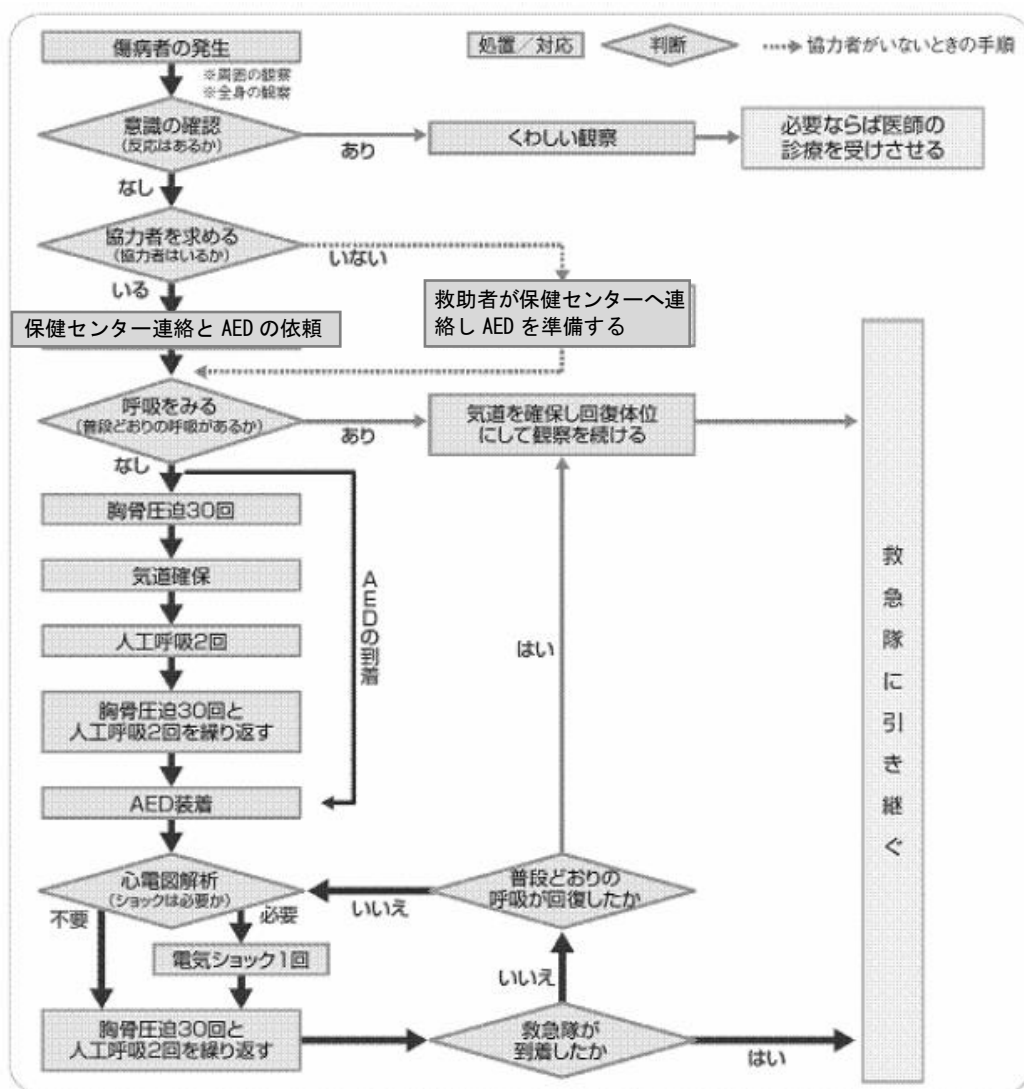 傷病者の発生
処置／対応
判断
協力者がいないときの手順
※周囲の観察
※全身の観察
意識の確認
(反応はあるか)
あり
くわしい観察
必要ならば医師の
診療を受けさせる
なし
協力者を求める
(協力者はいるか)
いない
いる
保健センター連絡と AED の依頼
救助者が保健センターへ連
絡し AED を準備する
呼吸をみる
(普段どおりの呼吸があるか)
あり
気道を確保し回復体位
にして観察を続ける
なし
胸骨圧迫30回
気道確保
人工呼吸2回
胸骨圧迫30回と
人工呼吸2回を繰り返す
AEDの到着
AED装着
心電図解析
(ショックは必要か)
不要
必要
電気ショック1回
胸骨圧迫30回と
人工呼吸2回を繰り返す
救急隊が
到着したか
いいえ
はい
普段どおりの
呼吸が回復したか
いいえ
はい
救急隊に引き継ぐ